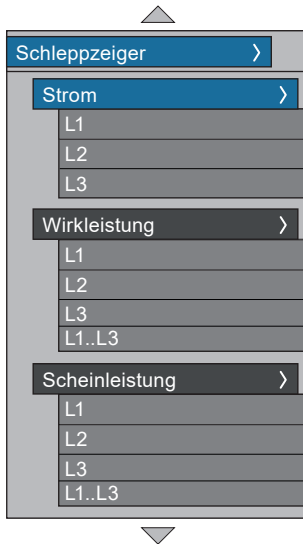 Schleppzeiger
Strom
L1
L2
L3
Wirkleistung
L1
L2
L3
L1..L3
Scheinleistung
L1
L2
L3
L1..L3